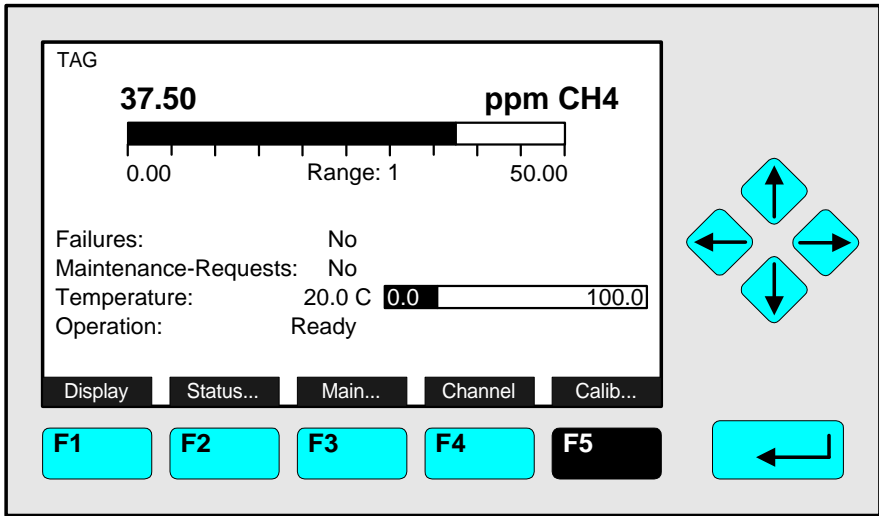 TAG
37.50 ppm CH4
0.00 Range: 1 50.00
Failures: No
Maintenance-Requests: No
Temperature: 20.0 C 0.0 100.0
Operation: Ready
Display Status... Main... Channel Calib...
F1 F2 F3 F4 F5